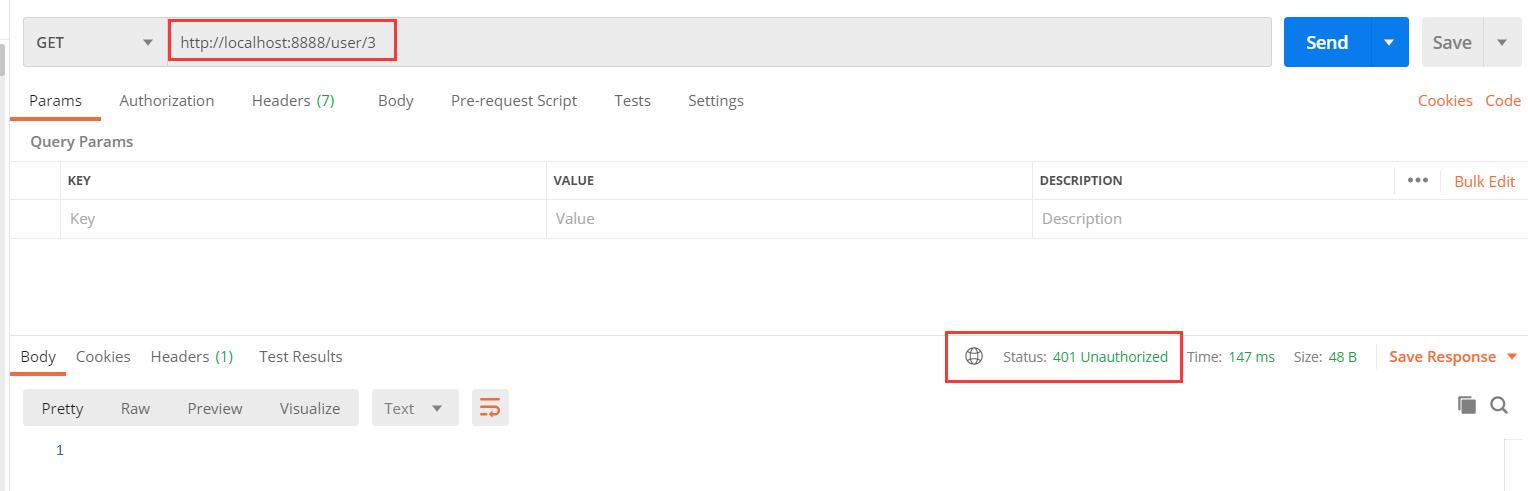 GET http://localhost:8888/user/3 Send Save
Params Authorization Headers (7) Body Pre-request Script Tests Settings Cookies Code
Query Params
KEY VALUE DESCRIPTION ••• Bulk Edit
Key Value Description
Body Cookies Headers (1) Test Results Status: 401 Unauthorized Time: 147 ms Size: 48 B Save Response
Pretty Raw Preview Visualize Text
1